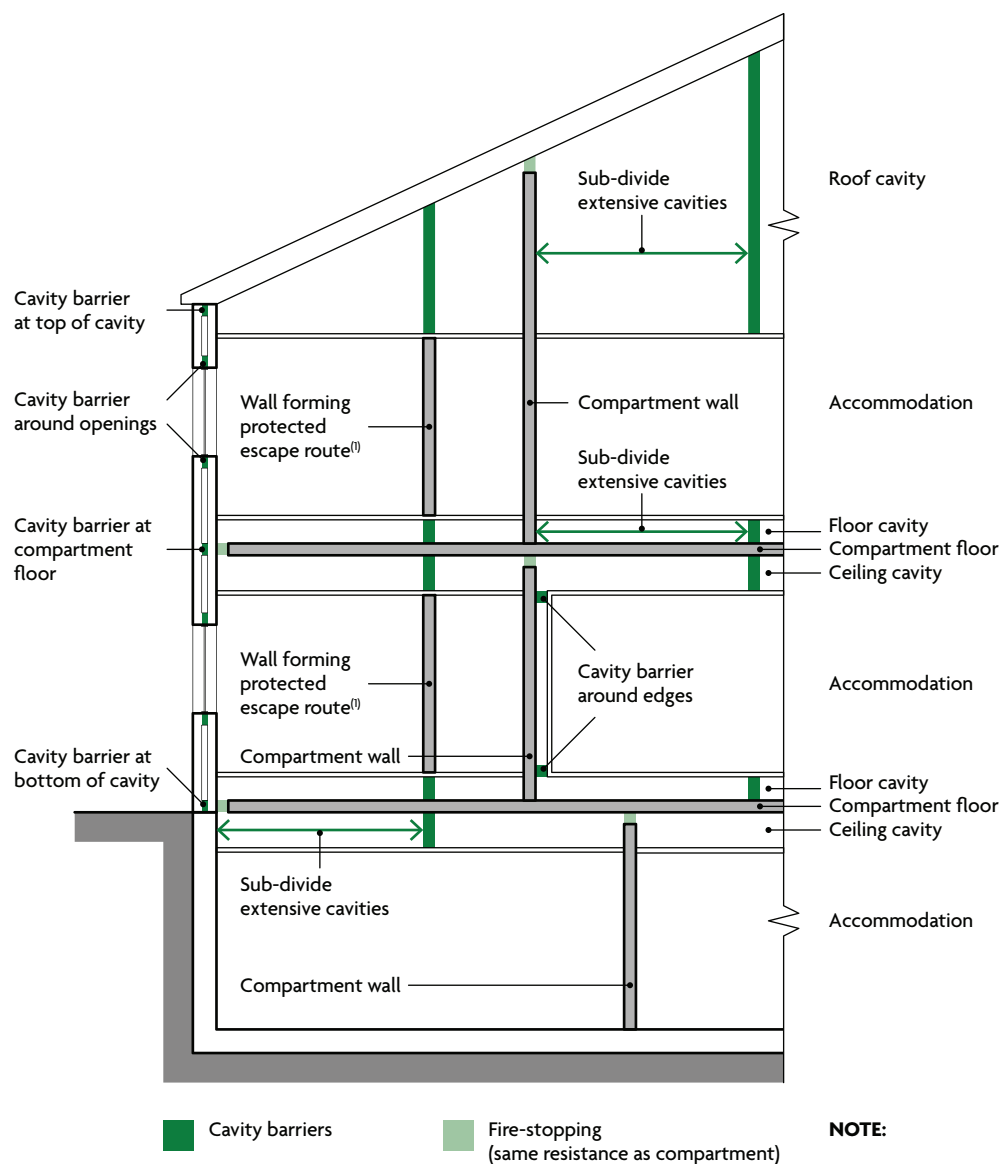 Sub-divide
extensive cavities
Roof cavity
Cavity barrier
at top of cavity
Cavity barrier
around openings
Wall forming
protected
escape route(1)
Compartment wall
Accommodation
Sub-divide
extensive cavities
Cavity barrier at
compartment
floor
Floor cavity
Compartment floor
Ceiling cavity
Wall forming
protected
escape route(1)
Cavity barrier
around edges
Accommodation
Compartment wall
Cavity barrier at
bottom of cavity
Floor cavity
Compartment floor
Ceiling cavity
Sub-divide
extensive cavities
Accommodation
Compartment wall
Cavity barriers
Fire-stopping
(same resistance as compartment)
NOTE: